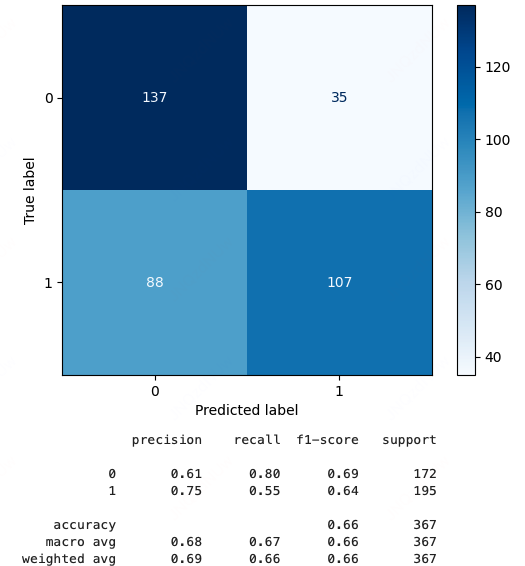 120
0
137
35
100
True label
80
1
88
107
60
40
0
1
Predicted label
precision recall f1-score support
0 0.61 0.80 0.69 172
1 0.75 0.55 0.64 195
accuracy 0.66 367
macro avg 0.68 0.67 0.66 367
weighted avg 0.69 0.66 0.66 367